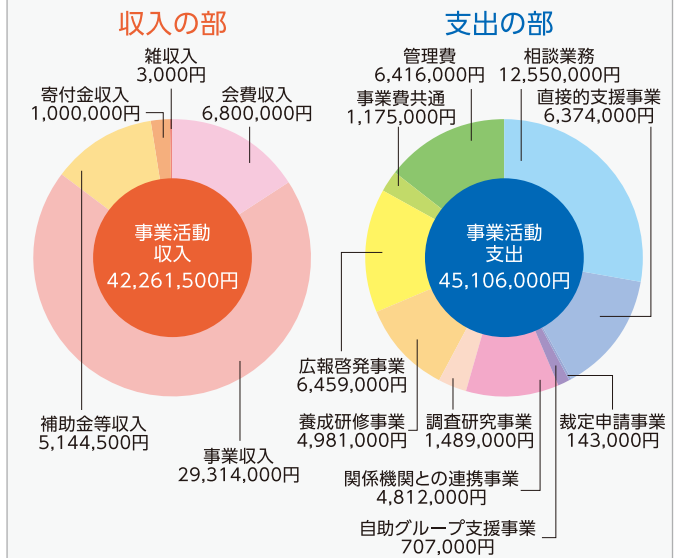 収入の部
雑収入
3,000円
寄付金収入
1,000,000円
会費収入
6,800,000円
事業活動
収入
42,261,500円
補助金等収入
5,144,500円
事業収入
29,314,000円
支出の部
管理費
6,416,000円
相談業務
12,550,000円
事業費共通
1,175,000円
直接的支援事業
6,374,000円
事業活動
支出
45,106,000円
広報啓発事業
6,459,000円
養成研修事業
4,981,000円
調査研究事業
1,489,000円
裁定申請事業
143,000円
関係機関との連携事業
4,812,000円
自助グループ支援事業
707,000円